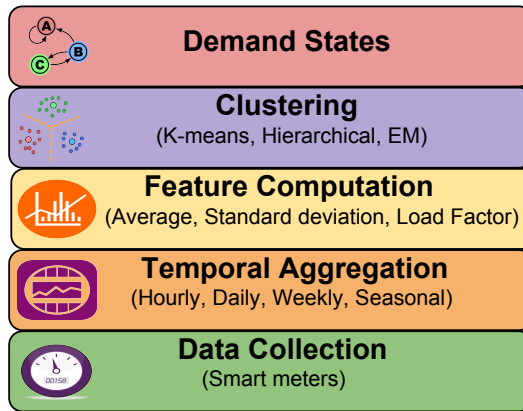 A
B
C
Demand States
Clustering
(K-means, Hierarchical, EM)
Feature Computation
(Average, Standard deviation, Load Factor)
Temporal Aggregation
(Hourly, Daily, Weekly, Seasonal)
Data Collection
(Smart meters)
00158